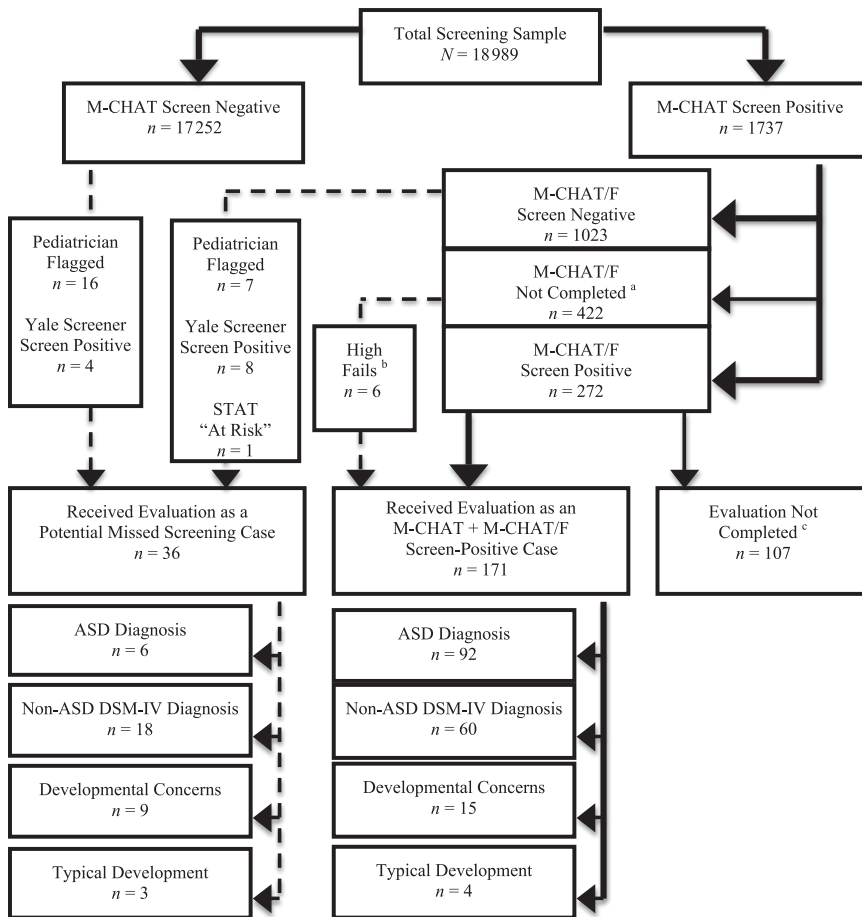 Total Screening Sample
N = 18989
M-CHAT Screen Negative
n = 17252
M-CHAT Screen Positive
n = 1737
M-CHAT/F
Screen Negative
n = 1023
M-CHAT/F
Not Completed a
n = 422
M-CHAT/F
Screen Positive
n = 272
Pediatrician
Flagged
n = 16
Yale Screener
Screen Positive
n = 4
Pediatrician
Flagged
n = 7
Yale Screener
Screen Positive
n = 8
STAT
“At Risk”
n = 1
High
Fails b
n = 6
Received Evaluation as a
Potential Missed Screening Case
n = 36
Received Evaluation as an
M-CHAT + M-CHAT/F
Screen-Positive Case
n = 171
Evaluation Not
Completed c
n = 107
ASD Diagnosis
n = 6
Non-ASD DSM-IV Diagnosis
n = 18
Developmental Concerns
n = 9
Typical Development
n = 3
ASD Diagnosis
n = 92
Non-ASD DSM-IV Diagnosis
n = 60
Developmental Concerns
n = 15
Typical Development
n = 4